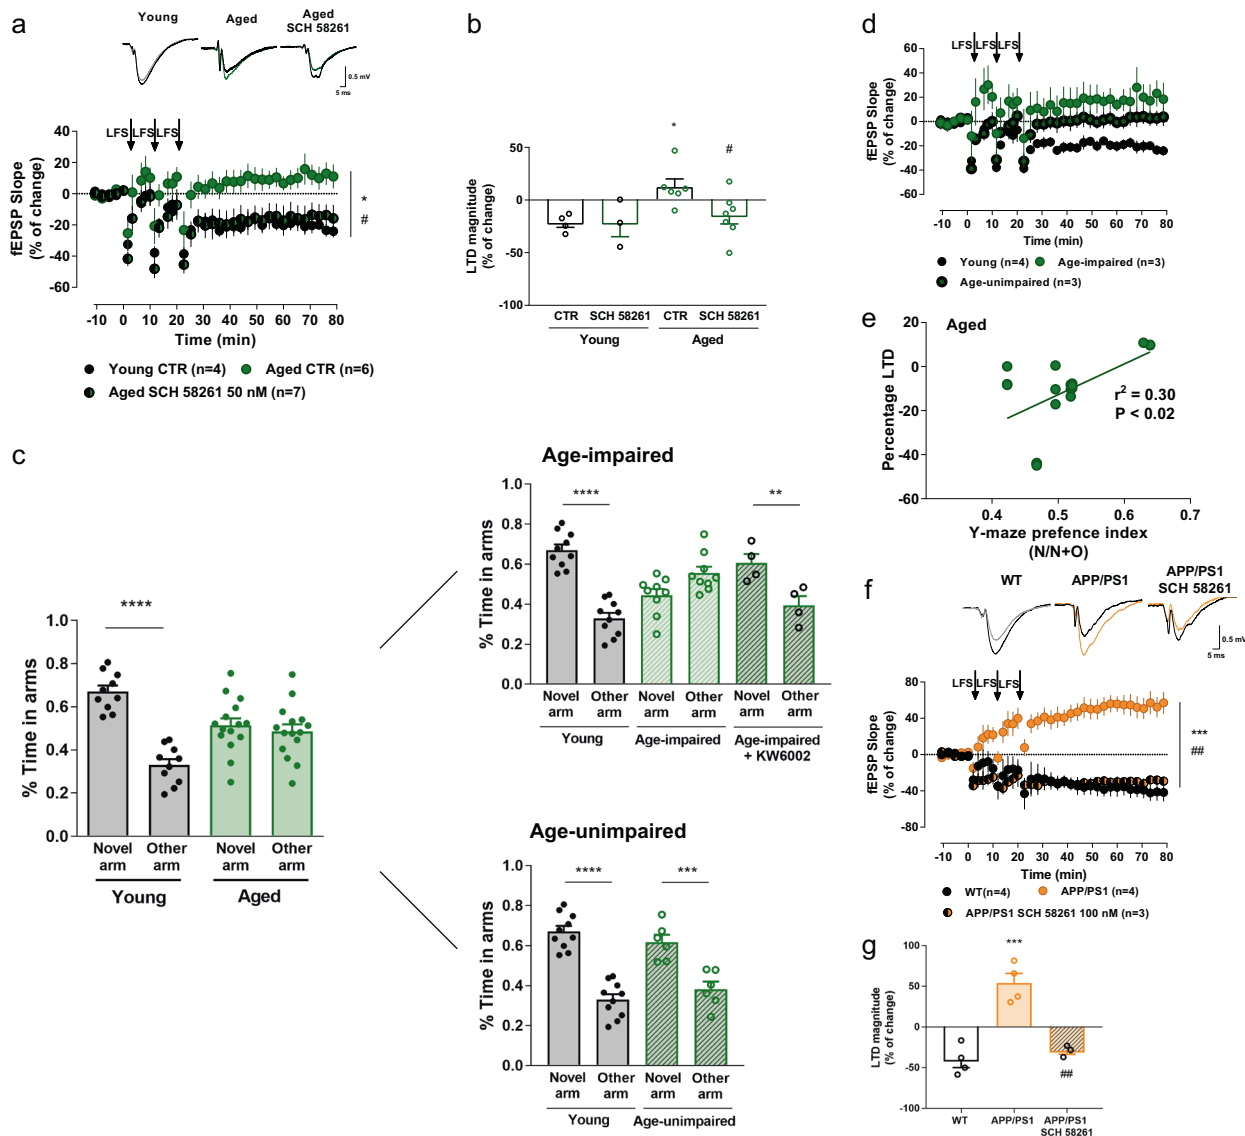 a
Young
Aged
Aged
SCH 58261
0.5 mV
5 ms
LFS LFS LFS
40
20
0
-20
-40
-60
fEPSP Slope
(% of change)
*
#
-10 0 10 20 30 40 50 60 70 80
Time (min)
Young CTR (n=4)
Aged CTR (n=6)
Aged SCH 58261 50 nM (n=7)
b
50
0
-50
-100
LTD magnitude
(% of change)
*
#
CTR SCH 58261 CTR SCH 58261
Young Aged
c
% Time in arms
1.0
0.8
0.6
0.4
0.2
0.0
****
Novel arm
Other arm
Novel arm
Other arm
Young Aged
Age-impaired
% Time in arms
1.0
0.8
0.6
0.4
0.2
0.0
****
**
Novel arm
Other arm
Novel arm
Other arm
Novel arm
Other arm
Young
Age-impaired
Age-impaired
+ KW6002
Age-unimpaired
% Time in arms
1.0
0.8
0.6
0.4
0.2
0.0
****
***
Novel arm
Other arm
Novel arm
Other arm
Young
Age-unimpaired
d
LFS LFS LFS
60
40
20
0
-20
-40
-60
fEPSP Slope
(% of change)
-10 0 10 20 30 40 50 60 70 80
Time (min)
Young (n=4)
Age-impaired (n=3)
Age-unimpaired (n=3)
e
Aged
20
0
-20
-40
-60
Percentage LTD
r² = 0.30
P < 0.02
0.4 0.5 0.6 0.7
Y-maze prefence index
(N/N+O)
f
WT
APP/PS1
APP/PS1
SCH 58261
0.5 mV
5 ms
LFS LFS LFS
80
40
0
-40
-80
fEPSP Slope
(% of change)
***
##
-10 0 10 20 30 40 50 60 70 80
Time (min)
WT(n=4)
APP/PS1 (n=4)
APP/PS1 SCH 58261 100 nM (n=3)
g
100
50
0
-50
-100
LTD magnitude
(% of change)
***
##
WT
APP/PS1
APP/PS1
SCH 58261